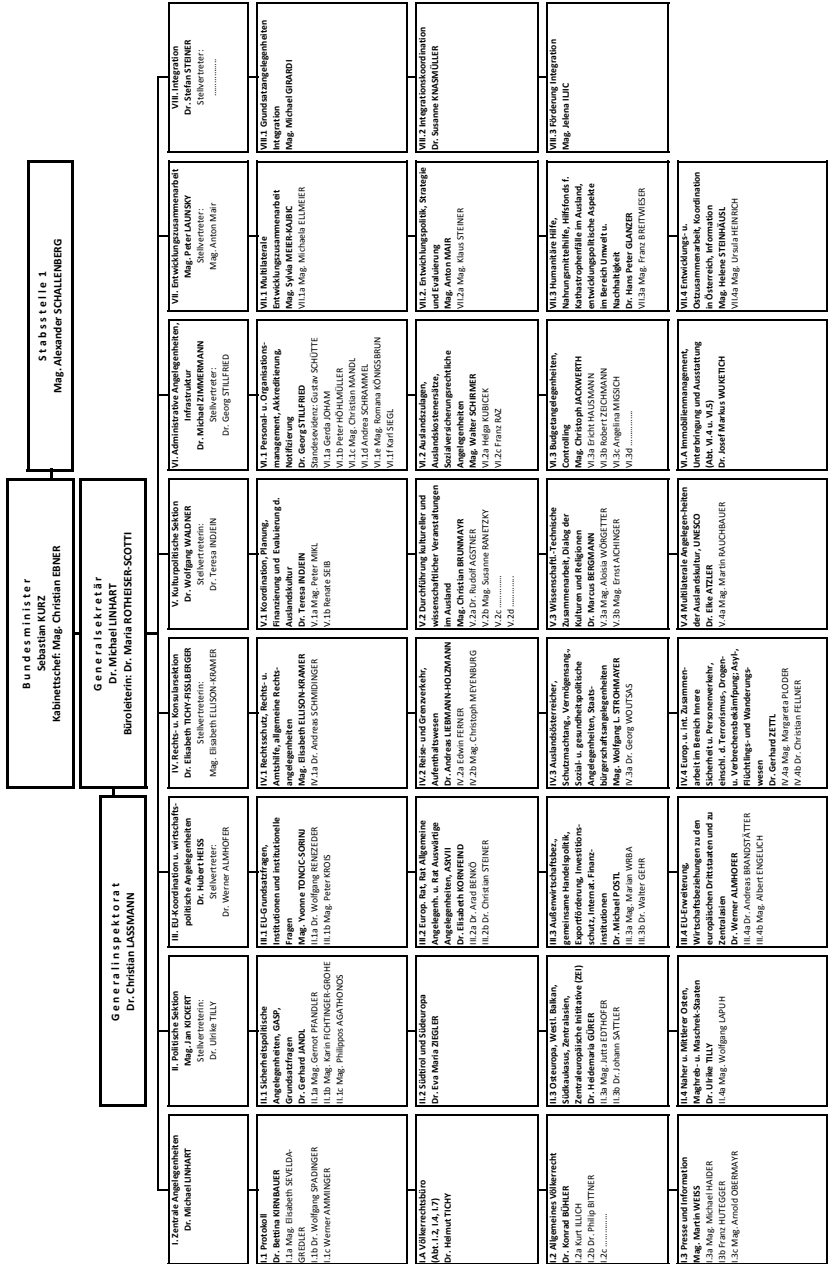 B u n d e s m i n i s t e r
Sebastian KURZ
Kabinettschef: Mag. Christian EBNER
S t a b s s t e l l e 1
Mag. Alexander SCHALLENBERG
G e n e r a l s e k r e t ä r
Dr. Michael LINHART
Büroleiterin: Dr. Maria ROTHEISER-SCOTTI
G e n e r a l i n s p e k t o r a t
Dr. Christian LASSMANN
I. Zentrale Angelegenheiten
Dr. Michael LINHART
II. Politische Sektion
Mag. Jan KICKERT
Stellvertreterin:
Dr. Ulrike TILLY
III. EU-Koordination u. wirtschafts-
politische Angelegenheiten
Dr. Hubert HEISS
Stellvertreter:
Dr. Werner ALMHOFER
IV. Rechts- u. Konsularsektion
Dr. Elisabeth TICHY-FISSLBERGER
Stellvertreterin:
Mag. Elisabeth ELLISON-KRAMER
V. Kulturpolitische Sektion
Dr. Wolfgang WALDNER
Stellvertreterin:
Dr. Teresa INDJEIN
VI. Administrative Angelegenheiten,
Infrastruktur
Dr. Michael ZIMMERMANN
Stellvertreter:
Dr. Georg STILLFRIED
VII. Entwicklungszusammenarbeit
Mag. Peter LAUNSKY
Stellvertreter:
Mag. Anton Mair
VIII. Integration
Dr. Stefan STEINER
Stellvertreter:
................
I.1 Protokoll
Dr. Bettina KIRNBAUER
I.1a Mag. Elisabeth SEVELDA-
GREDLER
I.1b Dr. Wolfgang SPADINGER
I.1c Werner AMMINGER
II.1 Sicherheitspolitische
Angelegenheiten, GASP,
Grundsatzfragen
Dr. Gerhard JANDL
II.1a Mag. Gernot PFANDLER
II.1b Mag. Karin FICHTINGER-GROHE
II.1c Mag. Philippos AGATHONOS
III.1 EU-Grundsatzfragen,
Institutionen und institutionelle
Fragen
Mag. Yvonne TONCIC-SORINJ
II.1a Dr. Wolfgang RENEZEDER
III.1b Mag. Peter KROIS
IV.1 Rechtsschutz, Rechts- u.
Amtshilfe, allgemeine Rechts-
angelegenheiten
Mag. Elisabeth ELLISON-KRAMER
IV.1a Dr. Andreas SCHMIDINGER
V.1 Koordination, Planung,
Finanzierung und Evaluierung d.
Auslandskultur
Dr. Teresa INDJEIN
V.1a Mag. Peter MIKL
V.1b Renate SEIB
VI.1 Personal- u. Organisations-
management, Akkreditierung,
Notifizierung
Dr. Georg STILLFRIED
Standesevidenz: Gustav SCHÜTTE
VI.1a Gerda JOHAM
VI.1b Peter HÖHLMÜLLER
VI.1c Mag. Christian MANDL
VI.1d Andrea SCHRAMMEL
VI.1e Mag. Romana KÖNIGSBRUN
VI.1f Karl SIEGL
VII.1 Multilaterale
Entwicklungszusammenarbeit
Mag. Sylvia MEIER-KAJBIC
VII.1a Mag. Michaela ELLMEIER
VIII.1 Grundsatzangelegenheiten
Integration
Mag. Michael GIRARDI
I.A Völkerrechtsbüro
(Abt. I.2, I.4, I.7)
Dr. Helmut TICHY
II.2 Südtirol und Südeuropa
Dr. Eva Maria ZIEGLER
III.2 Europ. Rat, Rat Allgemeine
Angelegenh. u. Rat Auswärtige
Angelegenheiten, AStVII
Dr. Elisabeth KORNFEIND
III.2a Dr. Arad BENKÖ
III.2b Dr. Christian STEINER
IV.2 Reise- und Grenzverkehr,
Aufenthaltswesen
Dr. Andreas LIEBMANN-HOLZMANN
IV.2a Edwin FERNER
IV.2b Mag. Christoph MEYENBURG
V.2 Durchführung kultureller und
wissenschaftlicher Veranstaltungen
im Ausland
Mag. Christian BRUNMAYR
V.2a Dr. Rudolf AGSTNER
V.2b Mag. Susanne RANETZKY
V.2c ...............
V.2d ...............
VI.2 Auslandszulagen,
Auslandskostenersätze,
Sozialversicherungsrechtliche
Angelegenheiten
Mag. Walter SCHIRMER
VI.2a Helga KUBICEK
VI.2c Franz RAZ
VII.2. Entwichlungspolitik, Strategie
und Evaluierung
Mag. Anton MAIR
VII.2a Mag. Klaus STEINER
VIII.2 Integrationskoordination
Dr. Susanne KNASMÜLLER
I.2 Allgemeines Völkerrecht
Dr. Konrad BÜHLER
I.2a Kurt ILLICH
I.2b Dr. Philip BITTNER
I.2c ...............
II.3 Osteuropa, Westl. Balkan,
Südkaukasus, Zentralasien,
Zentraleuropäische Inititative (ZEI)
Dr. Heidemaria GÜRER
II.3a Mag. Jutta EDTHOFER
II.3b Dr. Johann SATTLER
III.3 Außenwirtschaftsbez.,
gemeinsame Handelspolitik,
Exportförderung, Investitions-
schutz, Internat. Finanz-
institutionen
Dr. Michael POSTL
III.3a Mag. Marian WRBA
III.3b Dr. Walter GEHR
IV.3 Auslandsösterreicher,
Schutzmachtang., Vermögensang.,
Sozial- u. gesundheitspolitische
Angelegenheiten, Staats-
bürgerschaftsangelegenheiten
Mag. Wolfgang L. STROHMAYER
IV.3a Dr. Georg WOUTSAS
V.3 Wissenschaftl.-Technische
Zusammenarbeit, Dialog der
Kulturen und Religionen
Dr. Marcus BERGMANN
V.3a Mag. Aloisia WÖRGETTER
V.3b Mag. Ernst AICHINGER
VI.3 Budgetangelegenheiten,
Controlling
Mag. Christoph JACKWERTH
VI.3a Ericht HAUSMANN
VI.3b Robert ZEICHMANN
VI.3c Angelina MIGSICH
VI.3d ...............
VII.3 Humanitäre Hilfe,
Nahrungsmittelhilfe, Hilfsfonds f.
Kathastrophenfälle im Ausland,
entwicklungspolitische Aspekte
im Bereich Umwelt u.
Nachhaltigkeit
Dr. Hans Peter GLANZER
VII.3a Mag. Franz BREITWIESER
VIII.3 Förderung Integration
Mag. Jelena ILJIC
I.3 Presse und Information
Mag. Martin WEISS
I.3a Mag. Michael HAIDER
I3b Franz HUTEGGER
I.3c Mag. Arnold OBERMAYR
II.4 Naher u. Mittlerer Osten,
Maghreb- u. Maschrek-Staaten
Dr. Ulrike TILLY
II.4a Mag. Wolfgang LAPUH
III.4 EU-Erweiterung,
Wirtschaftsbeziehungen zu den
europäischen Drittstaaten und zu
Zentralasien
Dr. Werner ALMHOFER
III.4a Dr. Andreas BRANDSTÄTTER
III.4b Mag. Albert ENGELICH
IV.4 Europ. u. int. Zusammen-
arbeit im Bereich Innere
Sicherheit u. Personenverkehr,
einschl. d. Terrorismus-, Drogen-
u. Verbrechensbekämpfung; Asyl-,
Flüchtlings- und Wanderungs-
wesen
Dr. Gerhard ZETTL
IV.4a Mag. Margareta PLODER
IV.4b Dr. Christian FELLNER
V.4 Multilaterale Angelegen-heiten
der Auslandskultur, UNESCO
Dr. Elke ATZLER
V.4a Mag. Martin RAUCHBAUER
VI.A Immobilienmanagement,
Unterbringung und Ausstattung
(Abt. VI.4 u. VI.5)
Dr. Josef Markus WUKETICH
VII.4 Entwicklungs- u.
Ostzusammenarbeit, Koordination
in Österreich, Information
Mag. Helene STEINHÄUSL
VII.4a Mag. Ursula HEINRICH